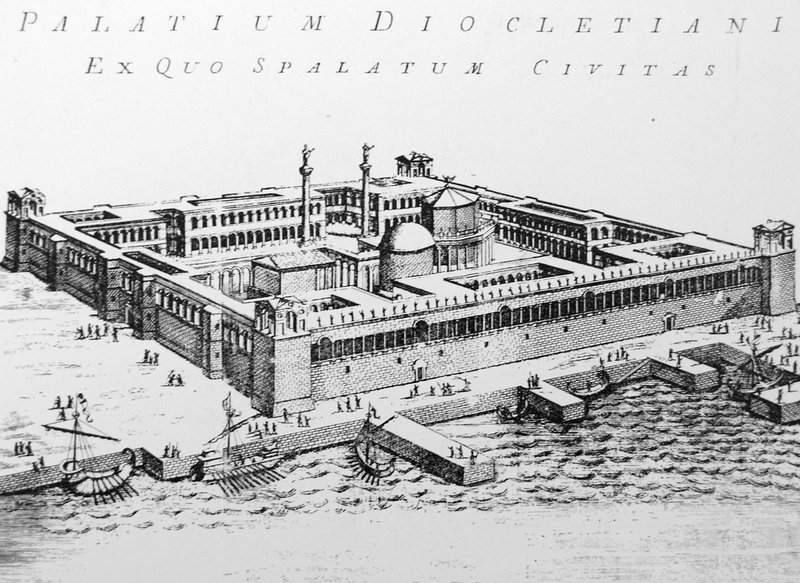 PALATIUM DIOCLETIANI
EX QUO SPALATUM CIVITAS